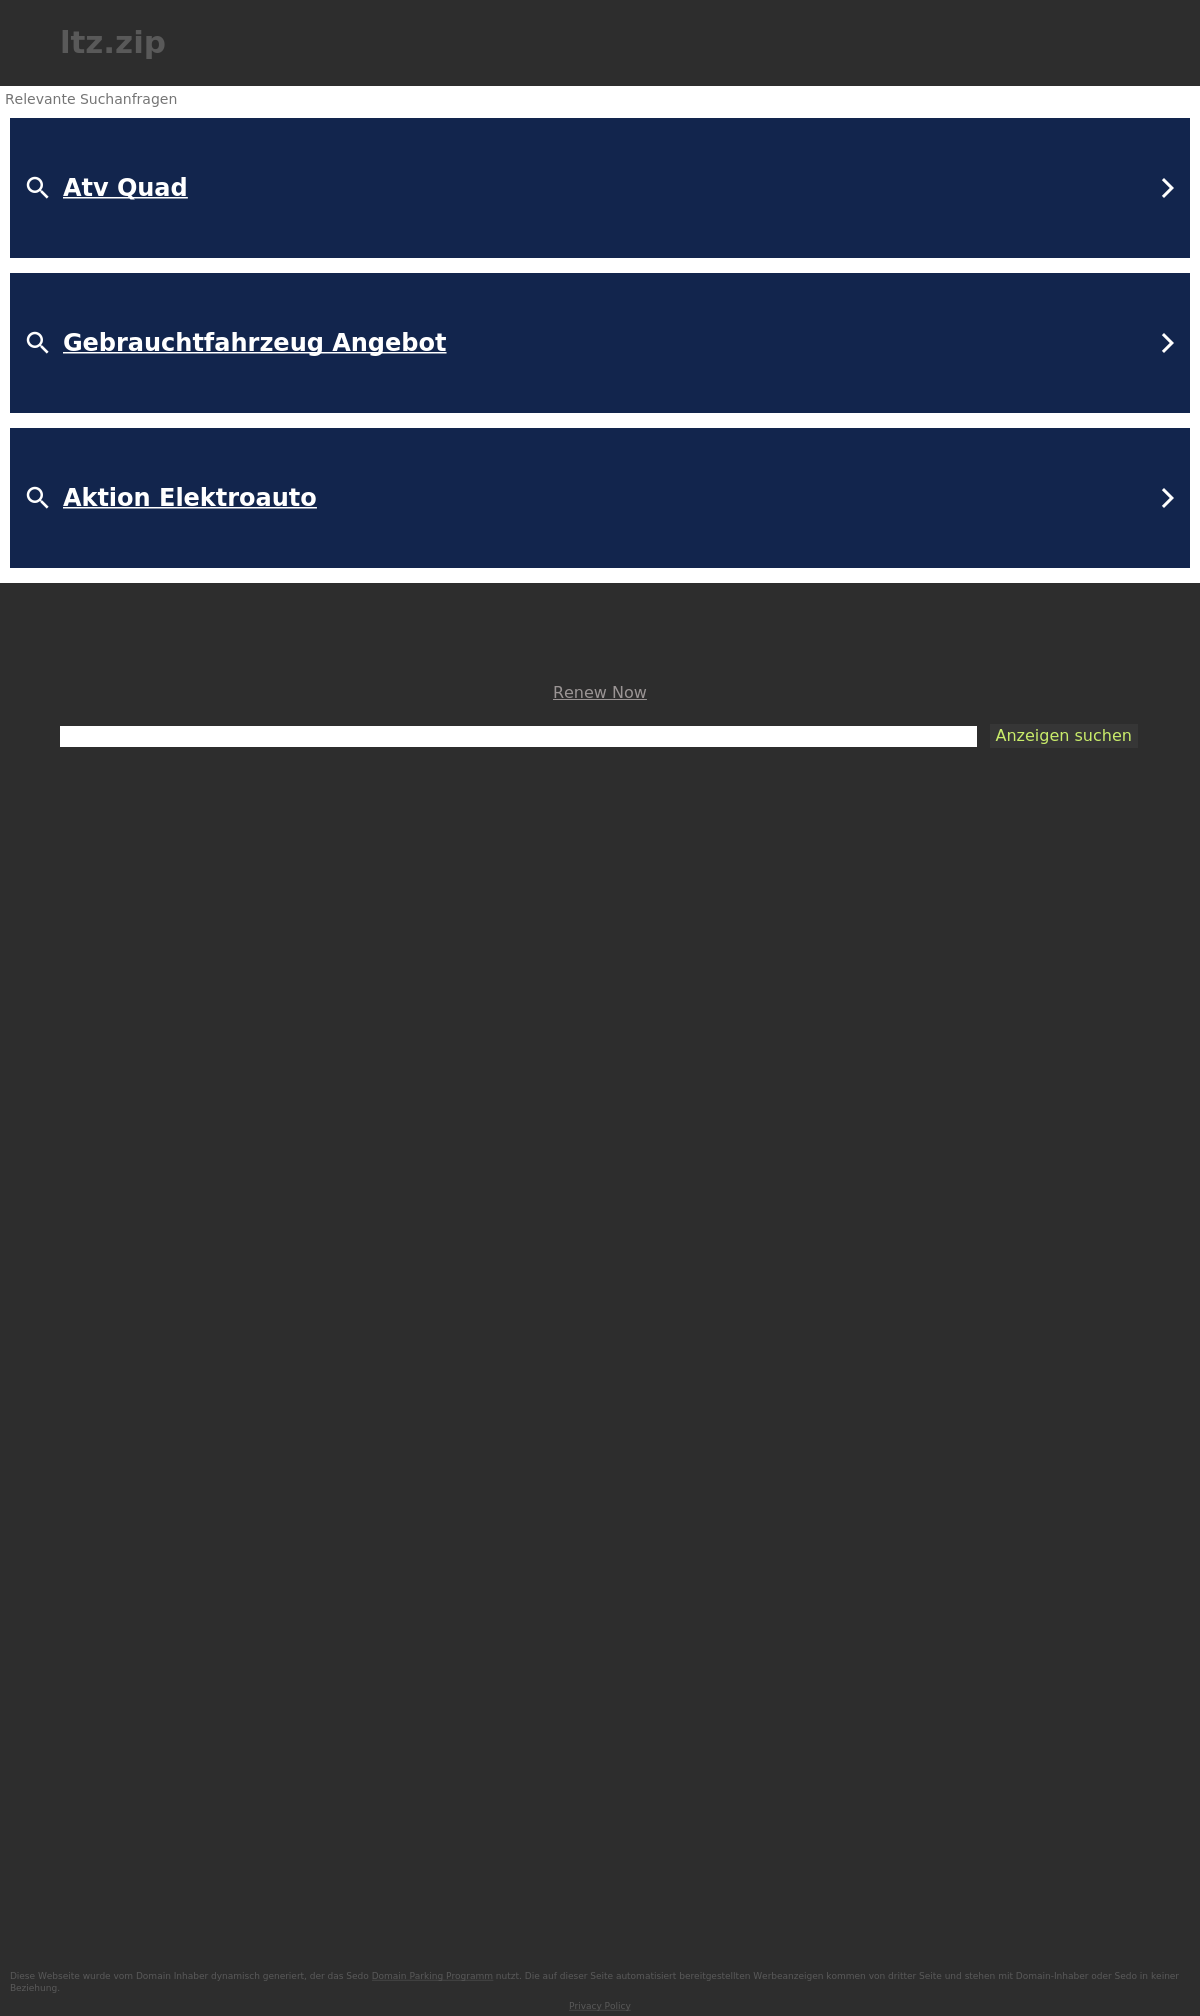 ltz.zip
Relevante Suchanfragen
Atv Quad
Gebrauchtfahrzeug Angebot
Aktion Elektroauto
Renew Now
Anzeigen suchen
Diese Webseite wurde vom Domain Inhaber dynamisch generiert, der das Sedo Domain Parking Programm nutzt. Die auf dieser Seite automatisiert bereitgestellten Werbeanzeigen kommen von dritter Seite und stehen mit Domain-Inhaber oder Sedo in keiner
Beziehung.
Privacy Policy